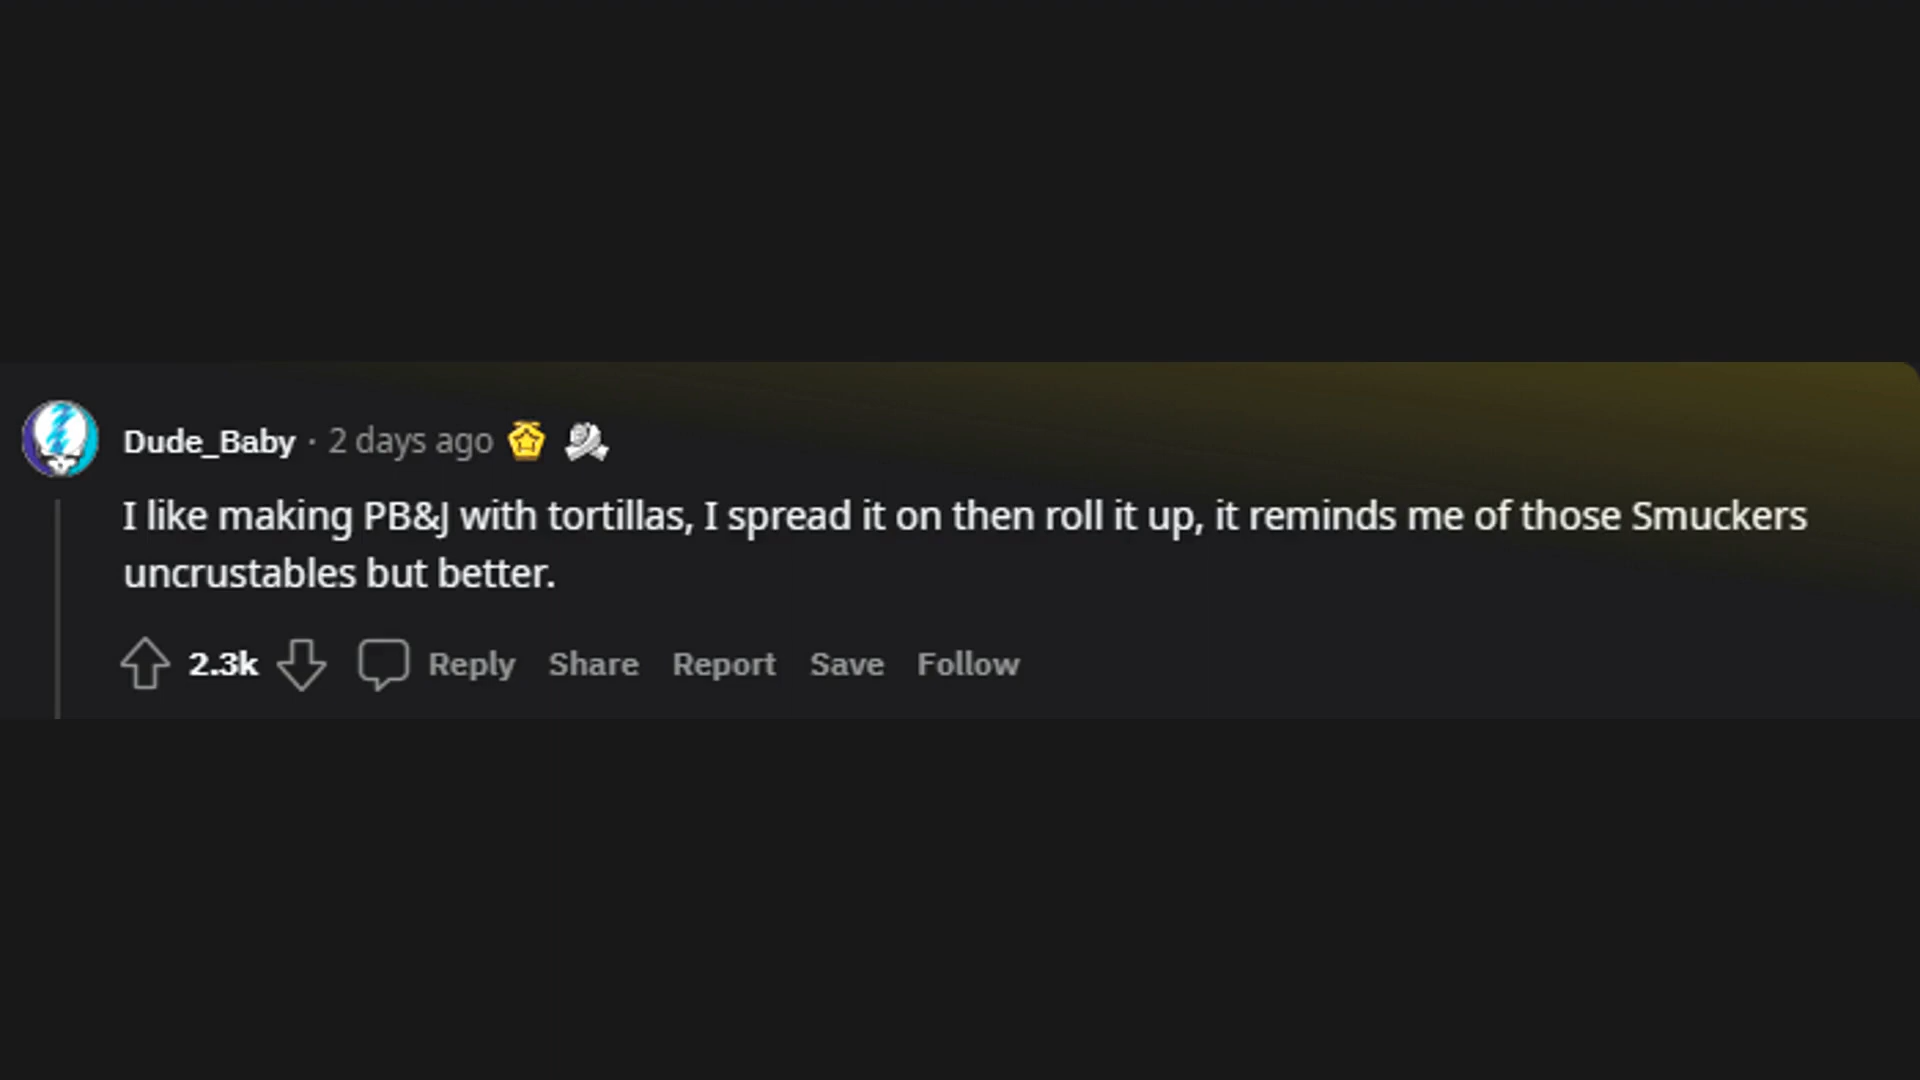 Dude_Baby · 2 days ago
I like making PB&J with tortillas, I spread it on then roll it up, it reminds me of those Smuckers
uncrustables but better.
2.3k Reply Share Report Save Follow